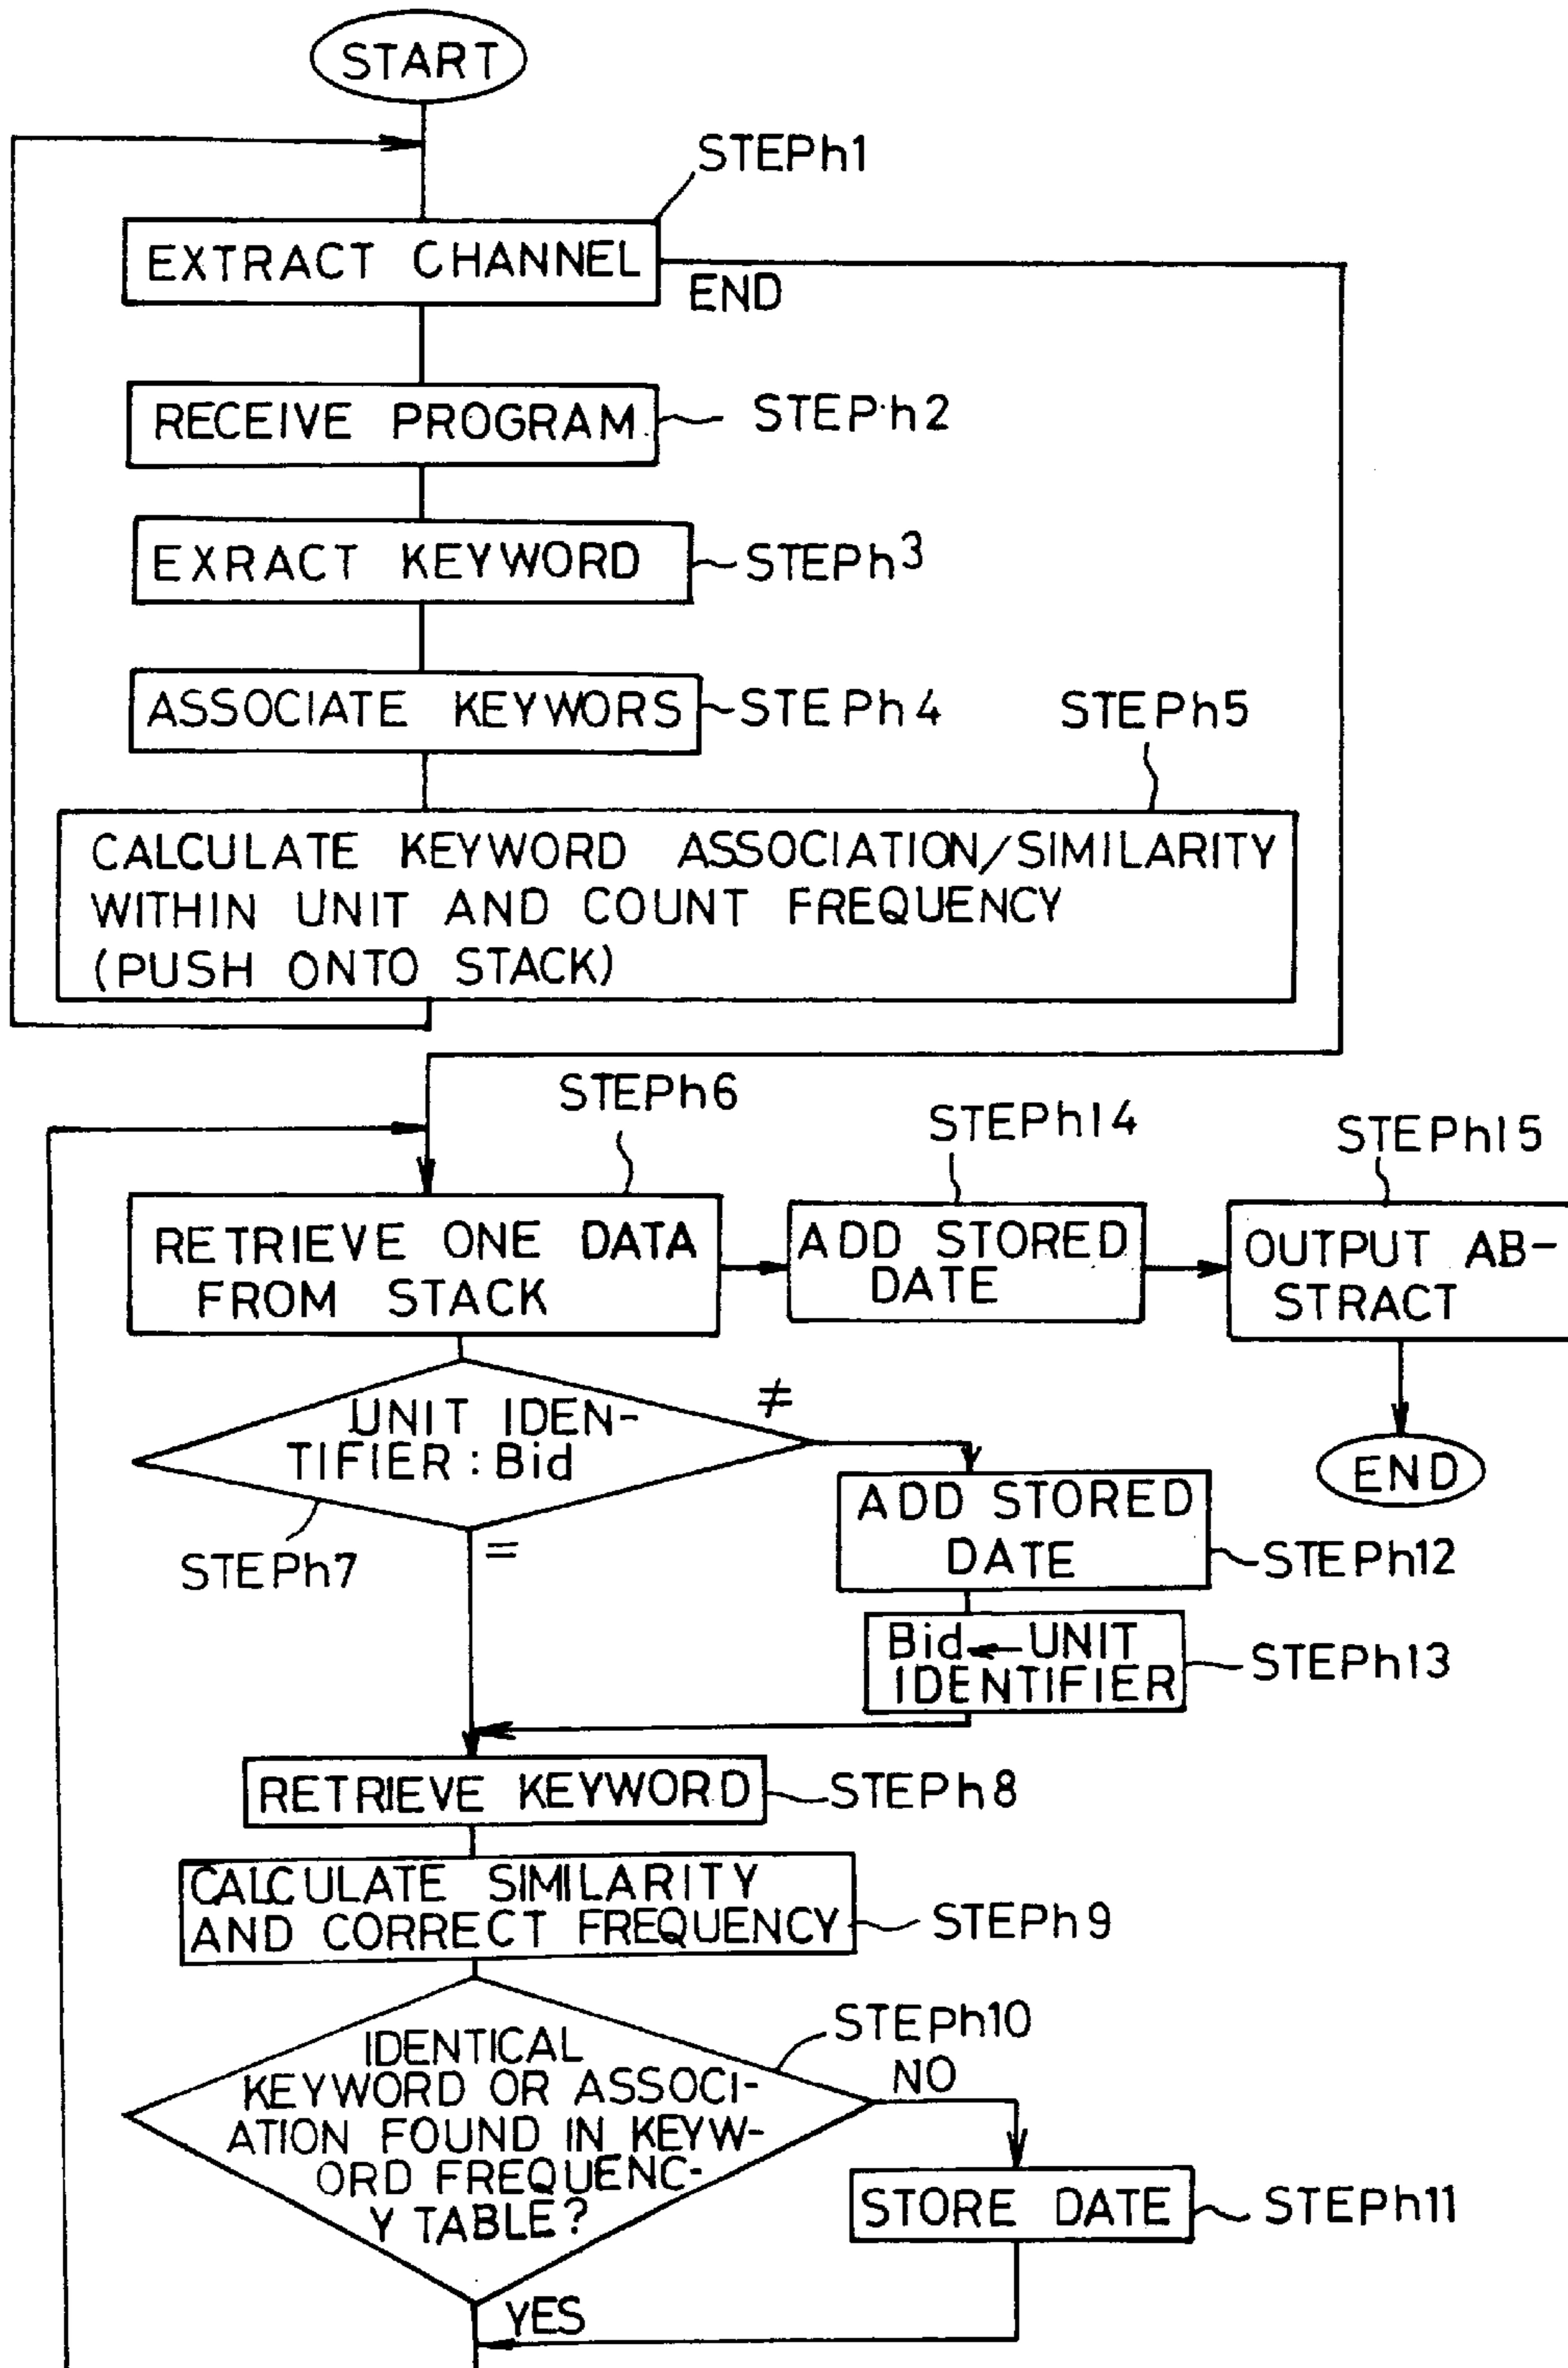 START
STEPh1
EXTRACT CHANNEL
END
RECEIVE PROGRAM
STEP·h2
EXRACT KEYWORD
STEPh3
ASSOCIATE KEYWORS
STEPh4
STEPh5
CALCULATE KEYWORD ASSOCIATION/SIMILARITY
WITHIN UNIT AND COUNT FREQUENCY
(PUSH ONTO STACK)
STEPh6
STEPh14
STEPh15
RETRIEVE ONE DATA
FROM STACK
ADD STORED
DATE
OUTPUT AB-
STRACT
UNIT IDEN-
TIFIER : Bid
≠
=
STEPh7
END
ADD STORED
DATE
STEPh12
Bid ← UNIT
IDENTIFIER
STEPh13
RETRIEVE KEYWORD
STEPh8
CALCULATE SIMILARITY
AND CORRECT FREQUENCY
STEPh9
STEPh10
IDENTICAL
KEYWORD OR ASSOCI-
ATION FOUND IN KEYW-
ORD FREQUENC-
Y TABLE?
NO
STORE DATE
STEPh11
YES